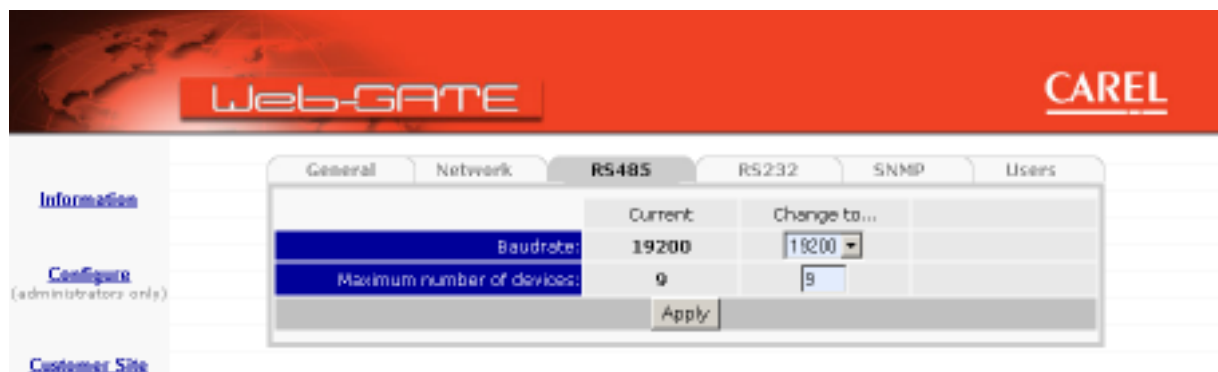 Web-GATE
CAREL
General Network RS485 RS232 SNMP Users
Information
Current Change to...
Baudrate: 19200 19200
Configure
(administrators only)
Maximum number of devices: 9 9
Apply
Customer Site